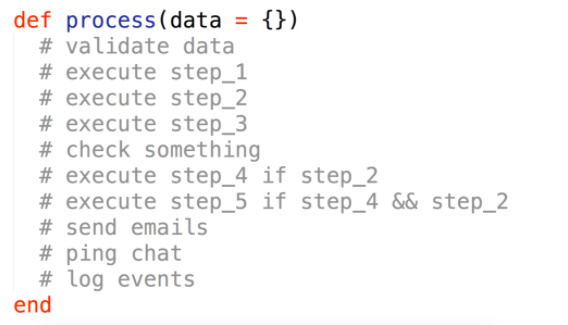 def process(data = {})
  # validate data
  # execute step_1
  # execute step_2
  # execute step_3
  # check something
  # execute step_4 if step_2
  # execute step_5 if step_4 && step_2
  # send emails
  # ping chat
  # log events
end